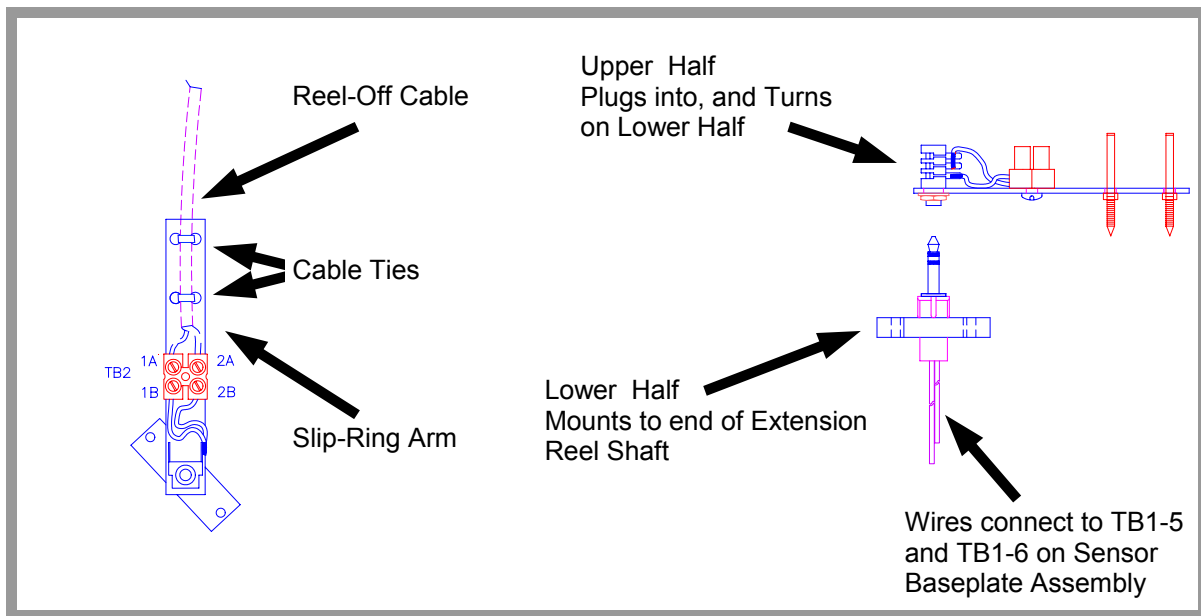 Reel-Off Cable
Cable Ties
1A
2A
TB2
1B
2B
Slip-Ring Arm
Upper Half
Plugs into, and Turns
on Lower Half
Lower Half
Mounts to end of Extension
Reel Shaft
Wires connect to TB1-5
and TB1-6 on Sensor
Baseplate Assembly